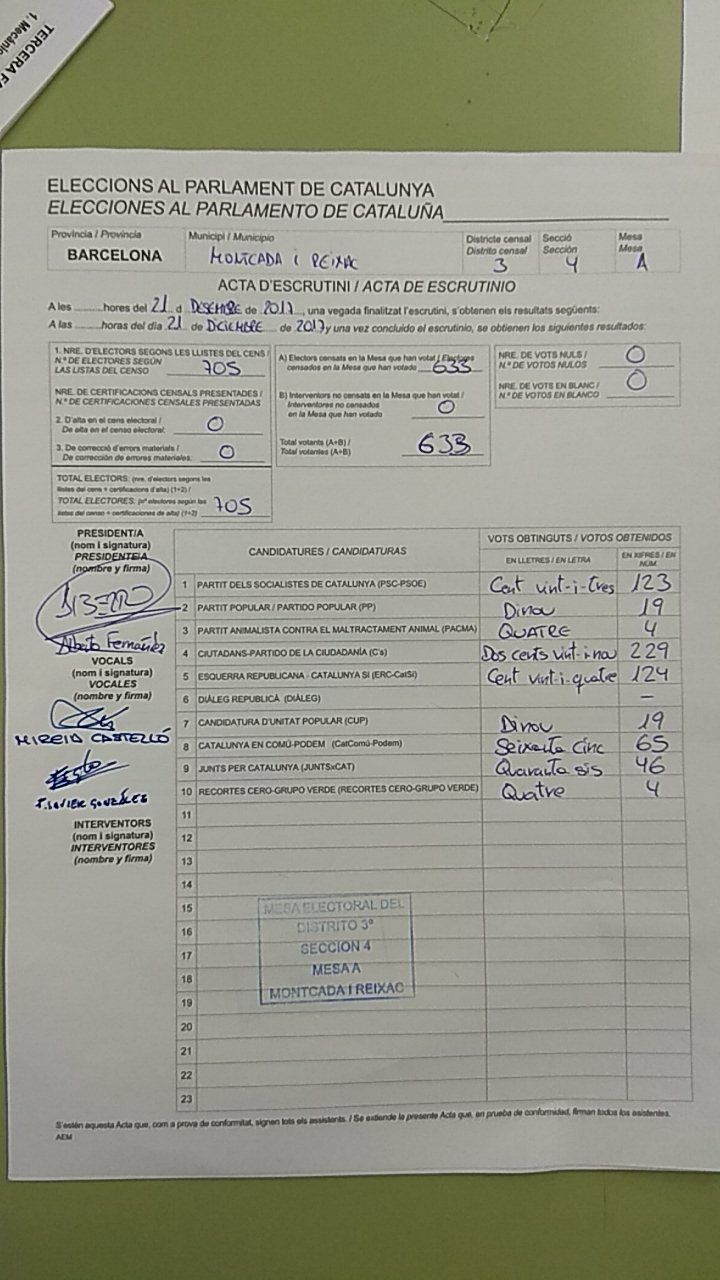 TERCERA FA
1. Mecànic
ELECCIONS AL PARLAMENT DE CATALUNYA
ELECCIONES AL PARLAMENTO DE CATALUÑA
Província / Provincia
BARCELONA
Municipi / Municipio
MONTCADA I REIXAC
Districte censal
Distrito censal
3
Secció
Sección
4
Mesa
Mesa
A
ACTA D'ESCRUTINI / ACTA DE ESCRUTINIO
A les ..........hores del 21 d DESEMBRE de 2017, una vegada finalitzat l'escrutini, s'obtenen els resultats següents:
A las ..........horas del día 21 de DICIEMBRE de 2017 y una vez concluido el escrutinio, se obtienen los siguientes resultados:
1. NRE. D'ELECTORS SEGONS LES LLISTES DEL CENS /
N.º DE ELECTORES SEGÚN
LAS LISTAS DEL CENSO 705
NRE. DE CERTIFICACIONS CENSALS PRESENTADES /
N.º DE CERTIFICACIONES CENSALES PRESENTADAS
2. D'alta en el cens electoral /
De alta en el censo electoral: 0
3. De correcció d'errors materials /
De corrección de errores materiales: 0
TOTAL ELECTORS: (nre. d'electors segons les
llistes del cens + certificacions d'alta) (1+2) /
TOTAL ELECTORES: (nº electores según las
listas del censo + certificaciones de alta) (1+2) 705
A) Electors censats en la Mesa que han votat / Electores
censados en la Mesa que han votado 633
B) Interventors no censats en la Mesa que han votat /
Interventores no censados
en la Mesa que han votado 0
Total votants (A+B) /
Total votantes (A+B) 633
NRE. DE VOTS NULS /
N.º DE VOTOS NULOS 0
NRE. DE VOTS EN BLANC /
N.º DE VOTOS EN BLANCO 0
PRESIDENT/A
(nom i signatura)
PRESIDENTE/A
(nombre y firma)
Alberto Fernández
VOCALS
(nom i signatura)
VOCALES
(nombre y firma)
MIREIA CASTELLÓ
F. JAVIER GONZÁLEZ
INTERVENTORS
(nom i signatura)
INTERVENTORES
(nombre y firma)
CANDIDATURES / CANDIDATURAS
VOTS OBTINGUTS / VOTOS OBTENIDOS
EN LLETRES / EN LETRA
EN XIFRES / EN NÚM.
1 PARTIT DELS SOCIALISTES DE CATALUNYA (PSC-PSOE) Cent vint-i-tres 123
2 PARTIT POPULAR / PARTIDO POPULAR (PP) Dinou 19
3 PARTIT ANIMALISTA CONTRA EL MALTRACTAMENT ANIMAL (PACMA) QUATRE 4
4 CIUTADANS-PARTIDO DE LA CIUDADANÍA (C's) Dos cents vint-i-nou 229
5 ESQUERRA REPUBLICANA - CATALUNYA SÍ (ERC-CatSí) Cent vint-i-quatre 124
6 DIÀLEG REPUBLICÀ (DIÀLEG) –
7 CANDIDATURA D'UNITAT POPULAR (CUP) Dinou 19
8 CATALUNYA EN COMÚ-PODEM (CatComú-Podem) Seixanta cinc 65
9 JUNTS PER CATALUNYA (JUNTSxCAT) Quaranta sis 46
10 RECORTES CERO-GRUPO VERDE (RECORTES CERO-GRUPO VERDE) Quatre 4
11
12
13
14
15
16
17
18
19
20
21
22
23
MESA ELECTORAL DEL
DISTRITO 3º
SECCION 4
MESA A
MONTCADA I REIXAC
S'estén aquesta Acta que, com a prova de conformitat, signen tots els assistents. / Se extiende la presente Acta que, en prueba de conformidad, firman todos los asistentes.
AEM